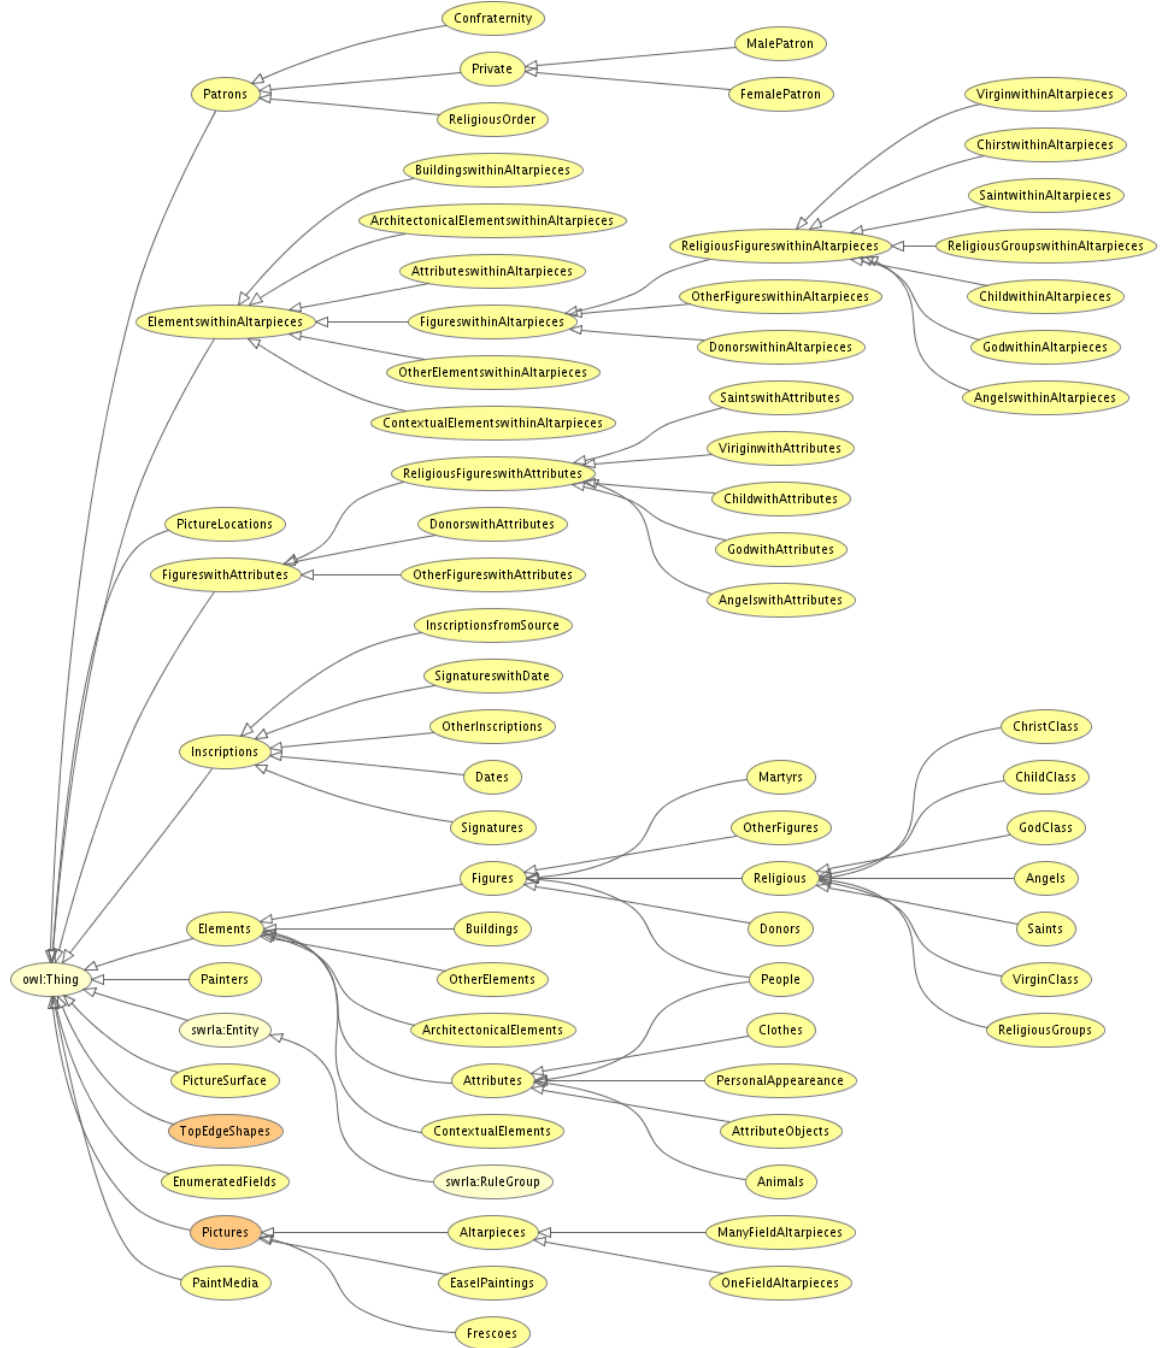 Confraternity
MalePatron
Private
Patrons
FemalePatron
VirginwithinAltarpieces
ReligiousOrder
ChirstwithinAltarpieces
BuildingswithinAltarpieces
SaintwithinAltarpieces
ArchitectonicalElementswithinAltarpieces
ReligiousFigureswithinAltarpieces
ReligiousGroupswithinAltarpieces
AttributeswithinAltarpieces
OtherFigureswithinAltarpieces
ChildwithinAltarpieces
ElementswithinAltarpieces
FigureswithinAltarpieces
DonorswithinAltarpieces
GodwithinAltarpieces
OtherElementswithinAltarpieces
SaintswithAttributes
AngelswithinAltarpieces
ContextualElementswithinAltarpieces
ViriginwithAttributes
ReligiousFigureswithAttributes
ChildwithAttributes
PictureLocations
DonorswithAttributes
GodwithAttributes
FigureswithAttributes
OtherFigureswithAttributes
AngelswithAttributes
InscriptionsfromSource
SignatureswithDate
OtherInscriptions
ChristClass
Inscriptions
Dates
Martyrs
ChildClass
Signatures
OtherFigures
GodClass
Figures
Religious
Angels
Elements
Buildings
Donors
Saints
owl:Thing
Painters
OtherElements
People
VirginClass
swrla:Entity
ArchitectonicalElements
Clothes
ReligiousGroups
PictureSurface
Attributes
PersonalAppeareance
TopEdgeShapes
ContextualElements
AttributeObjects
EnumeratedFields
swrla:RuleGroup
Animals
Pictures
Altarpieces
ManyFieldAltarpieces
PaintMedia
EaselPaintings
OneFieldAltarpieces
Frescoes